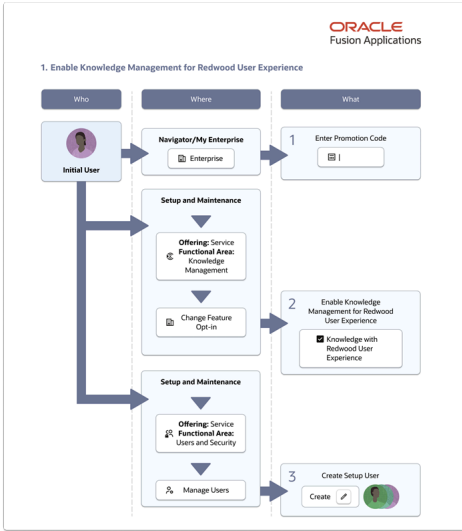 ORACLE
Fusion Applications
1. Enable Knowledge Management for Redwood User Experience
Who
Where
What
Initial User
Navigator/My Enterprise
Enterprise
1
Enter Promotion Code
Setup and Maintenance
Offering: Service
Functional Area:
Knowledge
Management
Change Feature
Opt-in
2
Enable Knowledge
Management for Redwood
User Experience
Knowledge with
Redwood User
Experience
Setup and Maintenance
Offering: Service
Functional Area:
Users and Security
Manage Users
3
Create Setup User
Create